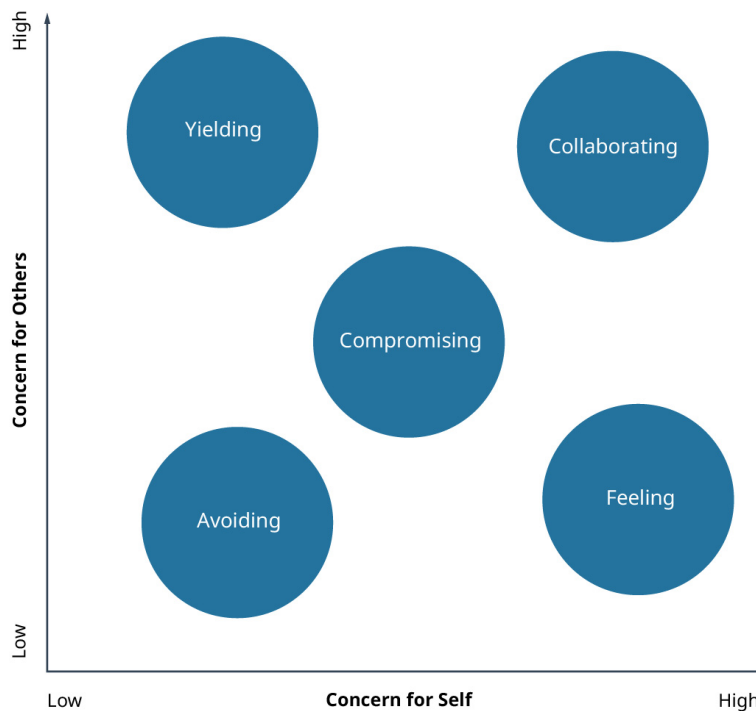 High
Yielding
Collaborating
Concern for Others
Compromising
Feeling
Avoiding
Low
Low
Concern for Self
High